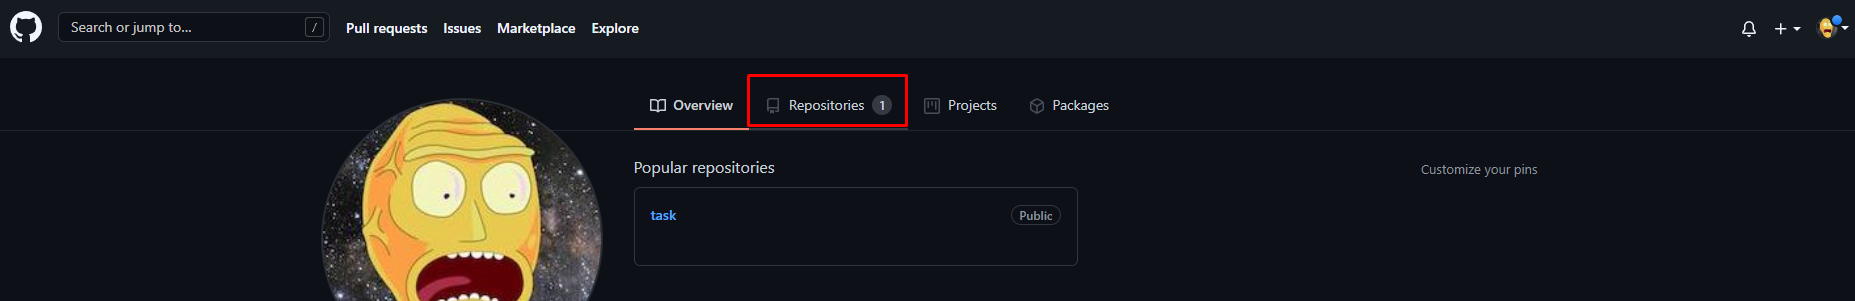 Search or jump to... / Pull requests Issues Marketplace Explore
Overview Repositories 1 Projects Packages
Popular repositories Customize your pins
task Public